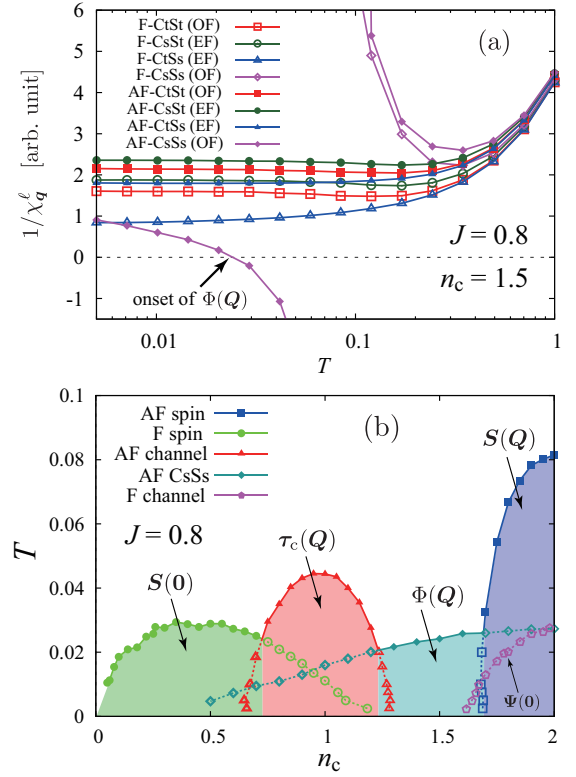 (a)
F-CtSt (OF)
F-CsSt (EF)
F-CtSs (EF)
F-CsSs (OF)
AF-CtSt (OF)
AF-CsSt (EF)
AF-CtSs (EF)
AF-CsSs (OF)
1/χ_q^ℓ [arb. unit]
6
5
4
3
2
1
0
-1
J = 0.8
n_c = 1.5
onset of Φ(Q)
0.01
0.1
1
T
(b)
AF spin
F spin
AF channel
AF CsSs
F channel
J = 0.8
S(Q)
τ_c(Q)
S(0)
Φ(Q)
Ψ(0)
T
0.1
0.08
0.06
0.04
0.02
0
0
0.5
1
1.5
2
n_c